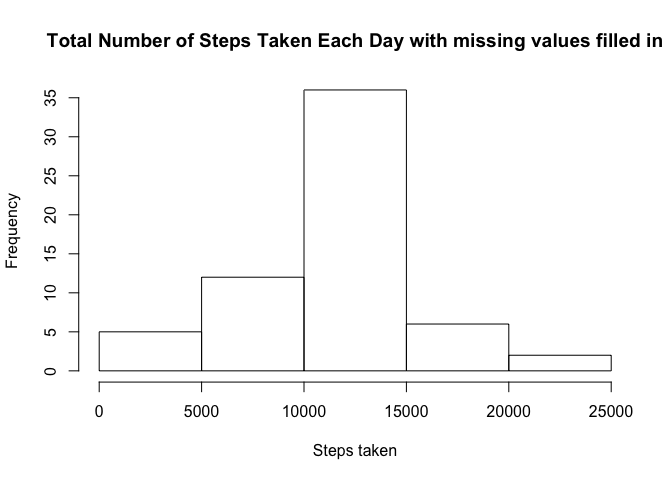 Total Number of Steps Taken Each Day with missing values filled in
35
30
25
20
15
10
5
0
Frequency
0 5000 10000 15000 20000 25000
Steps taken